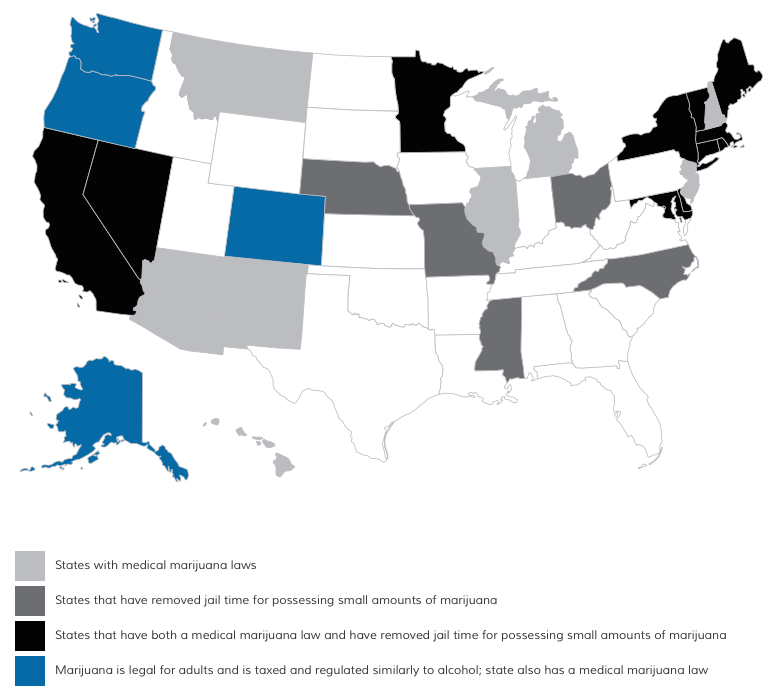 States with medical marijuana laws
States that have removed jail time for possessing small amounts of marijuana
States that have both a medical marijuana law and have removed jail time for possessing small amounts of marijuana
Marijuana is legal for adults and is taxed and regulated similarly to alcohol; state also has a medical marijuana law